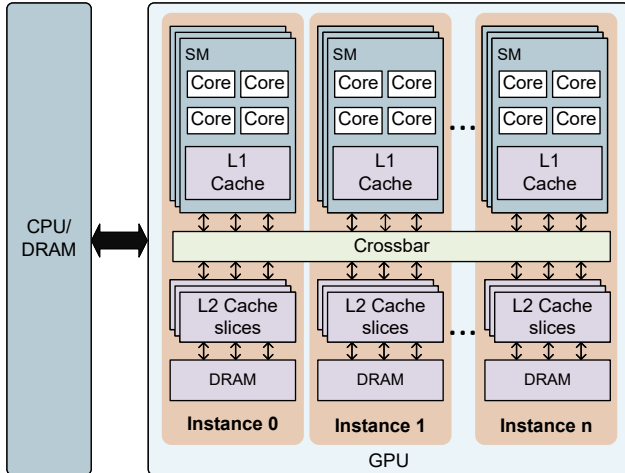 CPU/
DRAM
SM
Core Core
Core Core
L1
Cache
SM
Core Core
Core Core
L1
Cache
...
SM
Core Core
Core Core
L1
Cache
Crossbar
L2 Cache
slices
L2 Cache
slices
...
L2 Cache
slices
DRAM
DRAM
DRAM
Instance 0
Instance 1
Instance n
GPU